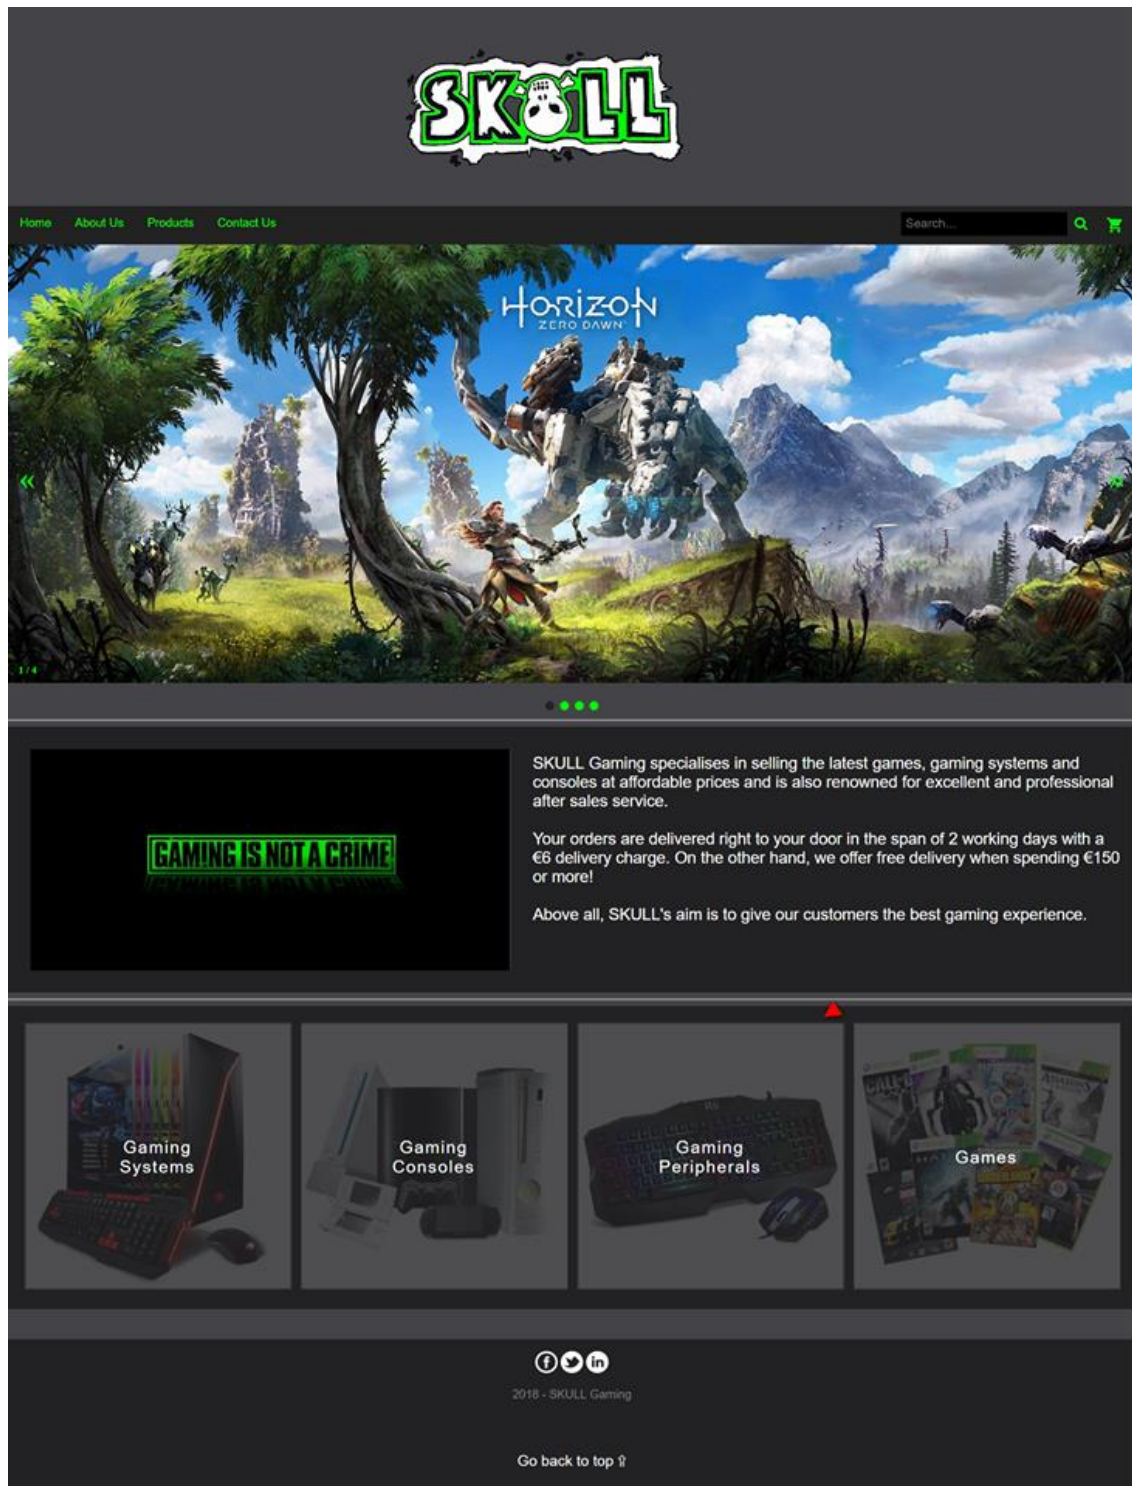 SKULL
Home About Us Products Contact Us Search...
HORIZON
ZERO DAWN
1 / 4
SKULL Gaming specialises in selling the latest games, gaming systems and
consoles at affordable prices and is also renowned for excellent and professional
after sales service.
GAMING IS NOT A CRIME
Your orders are delivered right to your door in the span of 2 working days with a
€6 delivery charge. On the other hand, we offer free delivery when spending €150
or more!
Above all, SKULL's aim is to give our customers the best gaming experience.
Gaming
Systems
Gaming
Consoles
Gaming
Peripherals
Games
2018 - SKULL Gaming
Go back to top ⇧